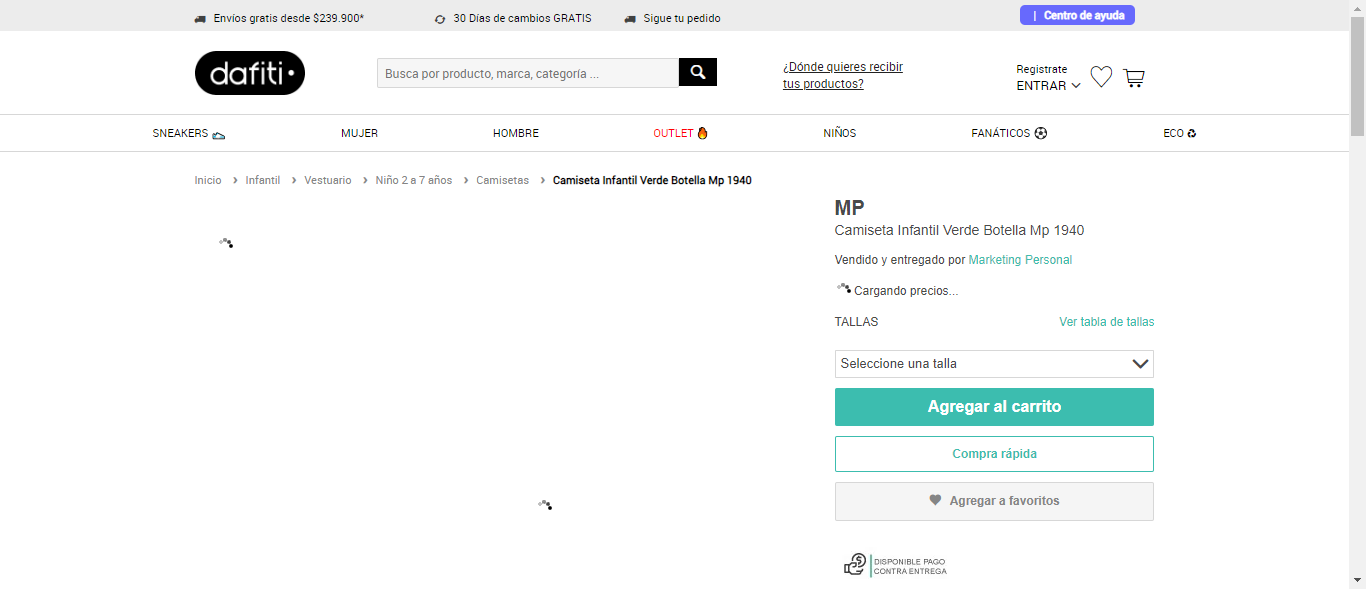 Envíos gratis desde $239.900*
30 Días de cambios GRATIS
Sigue tu pedido
| Centro de ayuda
dafiti
Busca por producto, marca, categoría ...
¿Dónde quieres recibir
tus productos?
Registrate
ENTRAR
SNEAKERS
MUJER
HOMBRE
OUTLET
NIÑOS
FANÁTICOS
ECO
Inicio › Infantil › Vestuario › Niño 2 a 7 años › Camisetas › Camiseta Infantil Verde Botella Mp 1940
MP
Camiseta Infantil Verde Botella Mp 1940
Vendido y entregado por Marketing Personal
Cargando precios...
TALLAS
Ver tabla de tallas
Seleccione una talla
Agregar al carrito
Compra rápida
Agregar a favoritos
DISPONIBLE PAGO
CONTRA ENTREGA